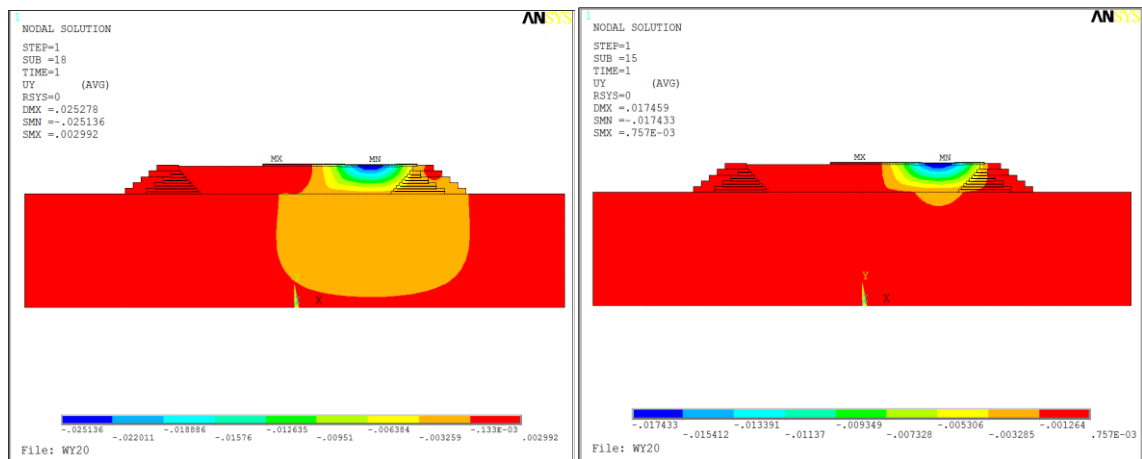 1
ANSYS
NODAL SOLUTION
STEP=1
SUB =18
TIME=1
UY (AVG)
RSYS=0
DMX =.025278
SMN =-.025136
SMX =.002992
MX MN
Y
X
-.025136 -.018886 -.012635 -.006384 -.133E-03
-.022011 -.01576 -.00951 -.003259 .002992
File: WY20
1
ANSYS
NODAL SOLUTION
STEP=1
SUB =15
TIME=1
UY (AVG)
RSYS=0
DMX =.017459
SMN =-.017433
SMX =.757E-03
MX MN
Y
X
-.017433 -.013391 -.009349 -.005306 -.001264
-.015412 -.01137 -.007328 -.003285 .757E-03
File: WY20